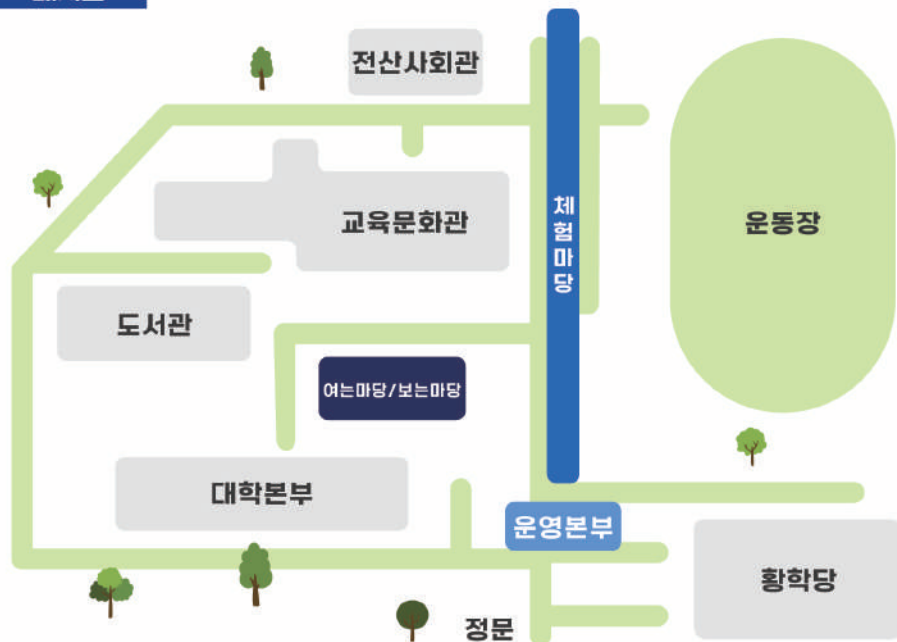 전산사회관
교육문화관
체험마당
운동장
도서관
여는마당/보는마당
대학본부
운영본부
황학당
정문